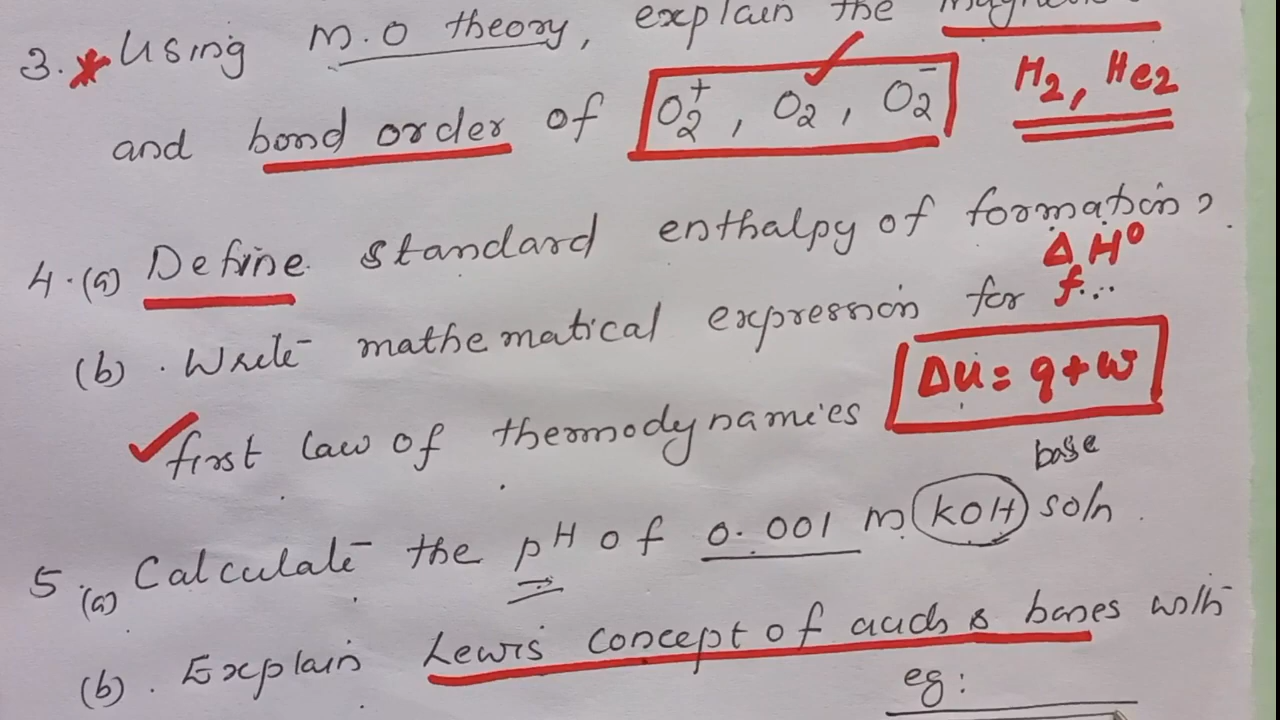 3. * Using M.O theory, explain the
and bond order of O₂⁺, O₂, O₂⁻ H₂, He₂
4. (a) Define standard enthalpy of formation?
ΔfH⁰...
(b). Write mathematical expression for
first law of thermodynamics Δu = q + w
base
5. (a) Calculate the pH of 0.001 M KOH soln.
(b). Explain Lewis concept of acids & bases with
eg: